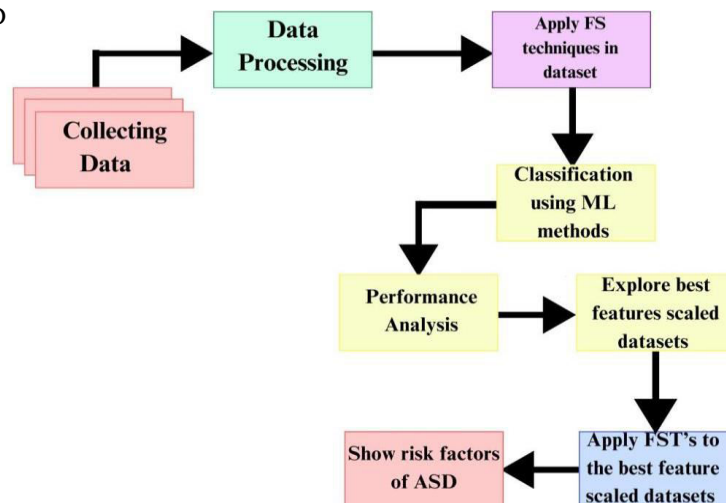 Data
Processing
Apply FS
techniques in
dataset
Collecting
Data
Classification
using ML
methods
Performance
Analysis
Explore best
features scaled
datasets
Show risk factors
of ASD
Apply FST's to
the best feature
scaled datasets